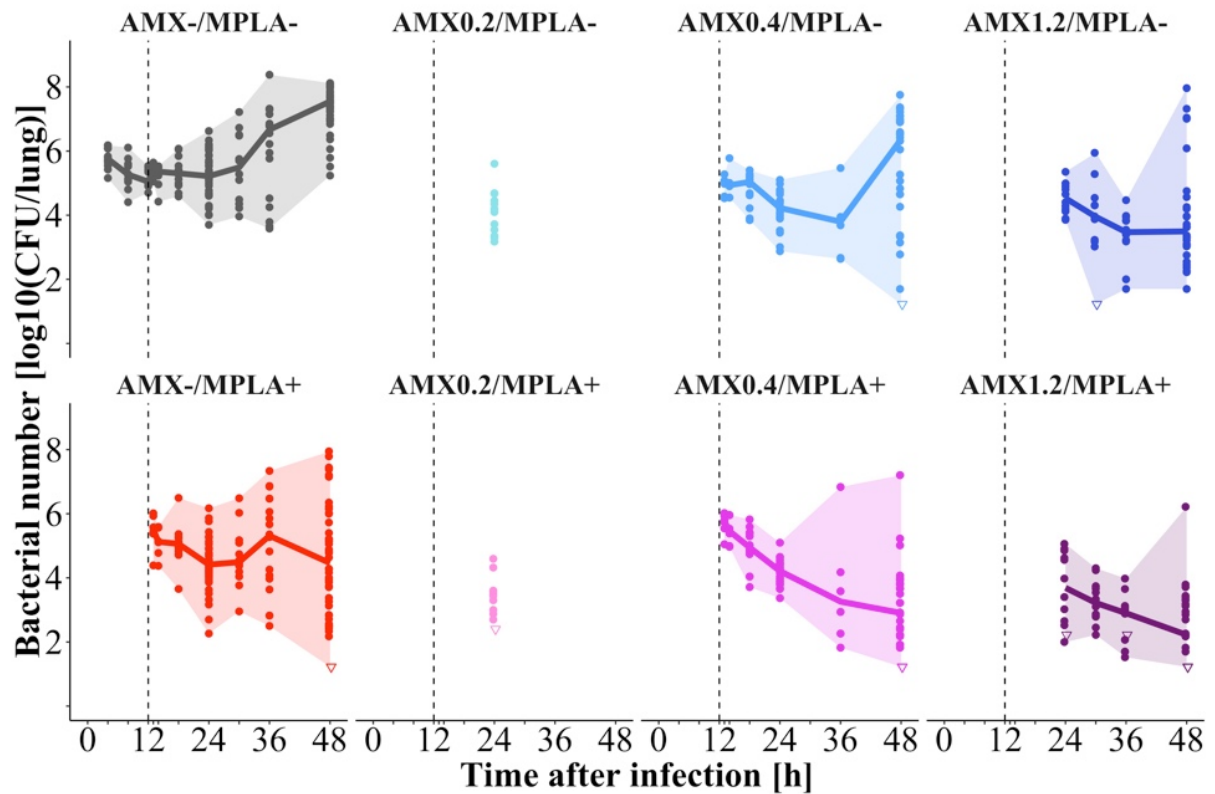 AMX-/MPLA- AMX0.2/MPLA- AMX0.4/MPLA- AMX1.2/MPLA-
8
6
4
2
Bacterial number [log10(CFU/lung)]
AMX-/MPLA+ AMX0.2/MPLA+ AMX0.4/MPLA+ AMX1.2/MPLA+
8
6
4
2
0 12 24 36 48 0 12 24 36 48 0 12 24 36 48 0 12 24 36 48
Time after infection [h]